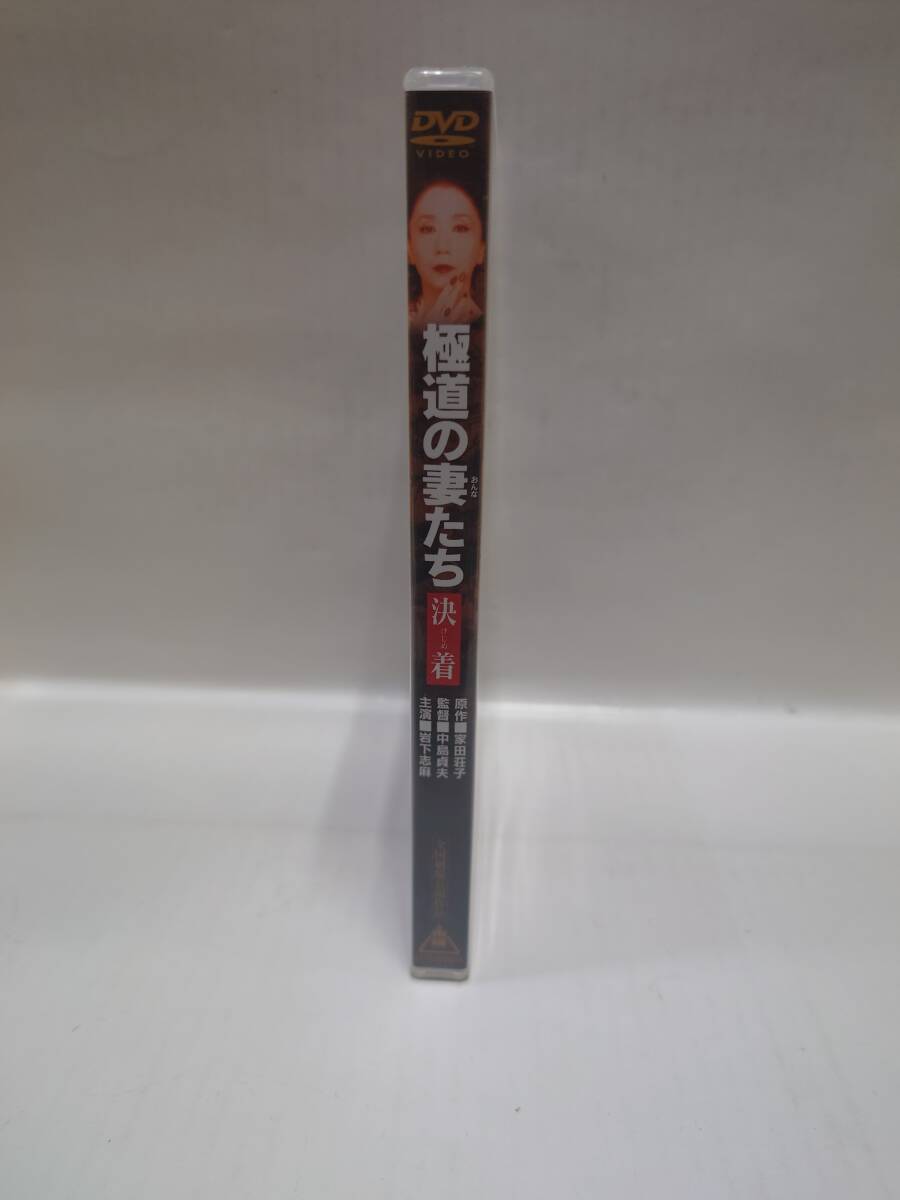 DVD
VIDEO
極道の妻たち
おんな
決着
けじめ
原作■家田荘子
監督■中島貞夫
主演■岩下志麻